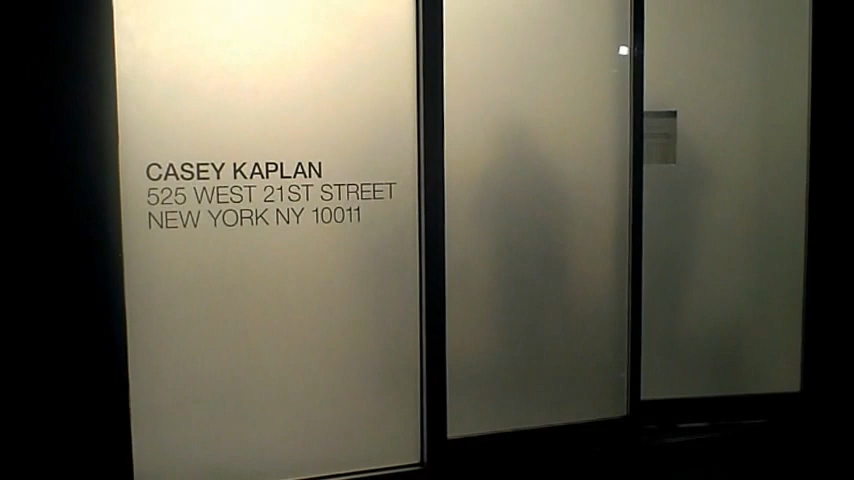 CASEY KAPLAN
525 WEST 21ST STREET
NEW YORK NY 10011